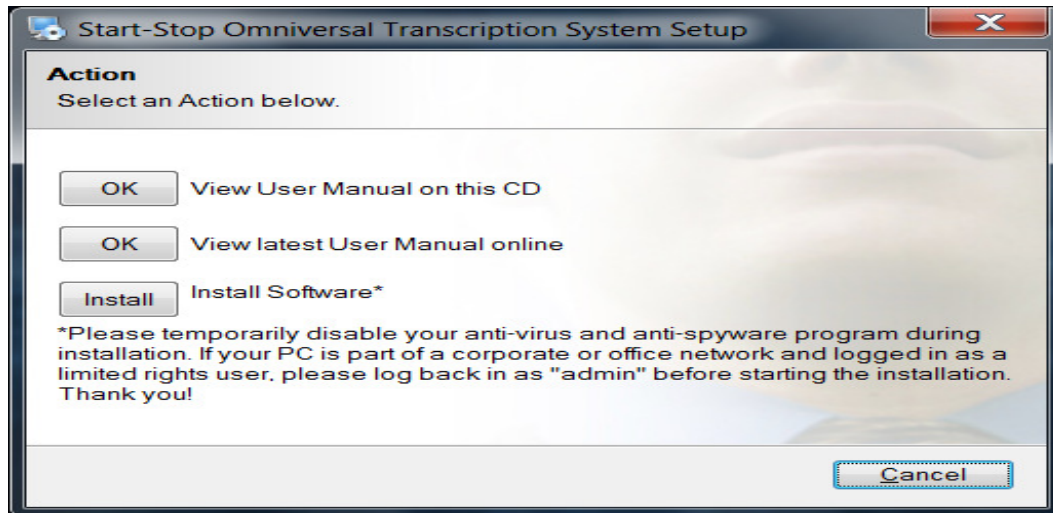 Start-Stop Omniversal Transcription System Setup
Action
Select an Action below.
OK View User Manual on this CD
OK View latest User Manual online
Install Install Software*
*Please temporarily disable your anti-virus and anti-spyware program during
installation. If your PC is part of a corporate or office network and logged in as a
limited rights user, please log back in as "admin" before starting the installation.
Thank you!
Cancel